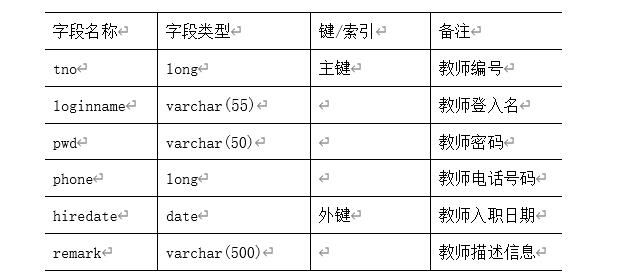 字段名称 字段类型 键/索引 备注
tno long 主键 教师编号
loginname varchar(55) 教师登入名
pwd varchar(50) 教师密码
phone long 教师电话号码
hiredate date 外键 教师入职日期
remark varchar(500) 教师描述信息